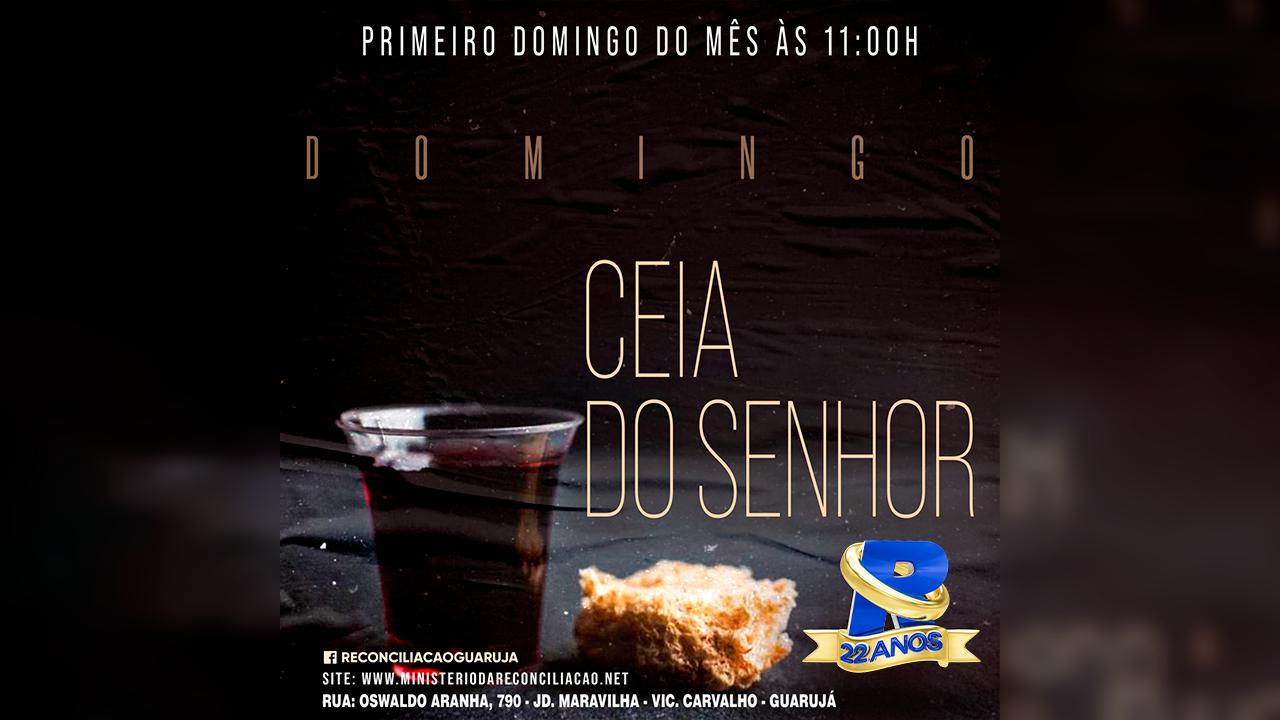 PRIMEIRO DOMINGO DO MÊS ÀS 11:00H
DOMINGO
CEIA
DO SENHOR
R
22 ANOS
RECONCILIACAOGUARUJA
SITE: WWW.MINISTERIODARECONCILIACAO.NET
RUA: OSWALDO ARANHA, 790 - JD. MARAVILHA - VIC. CARVALHO - GUARUJÁ